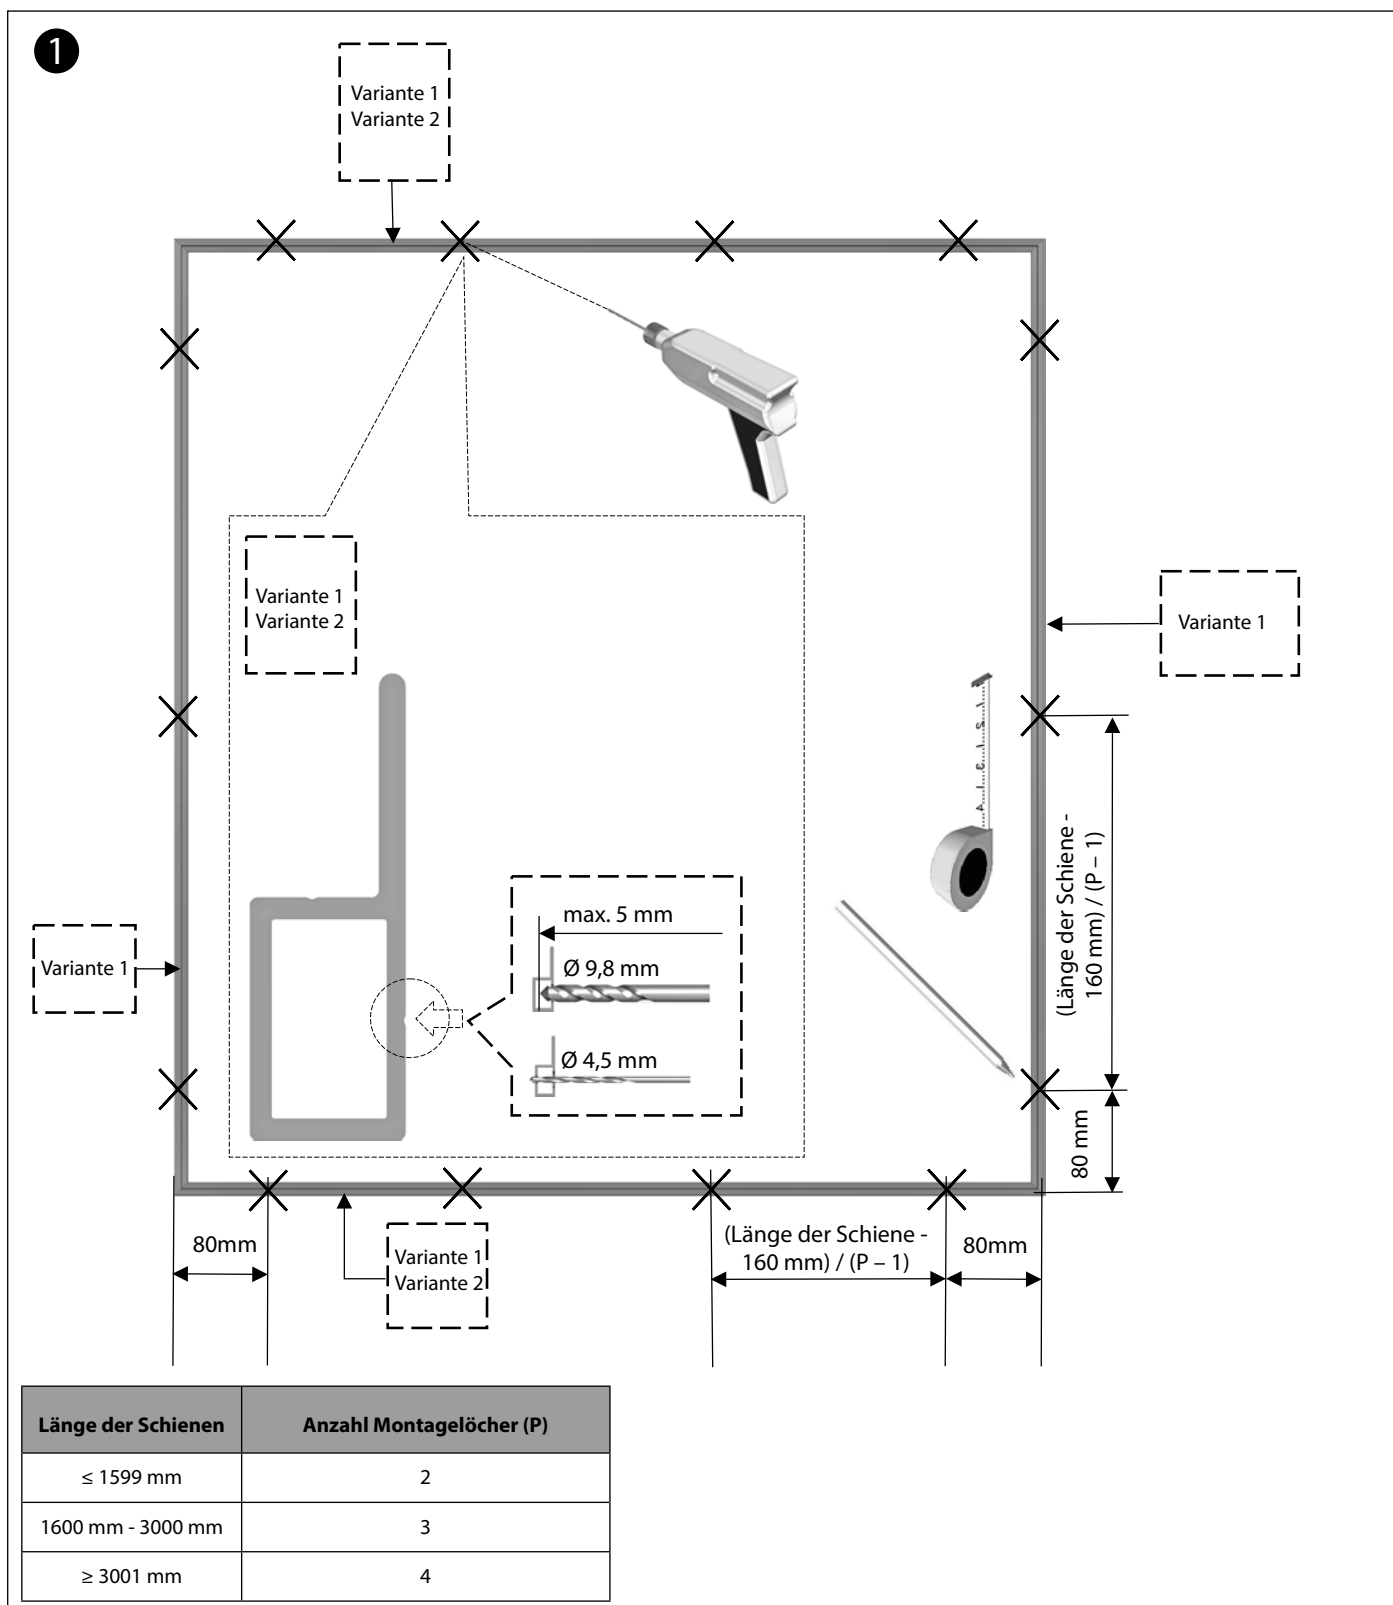 1
Variante 1
Variante 2
Variante 1
Variante 2
Variante 1
max. 5 mm
Ø 9,8 mm
Ø 4,5 mm
Variante 1
(Länge der Schiene -
160 mm) / (P – 1)
80 mm
80mm
Variante 1
Variante 2
(Länge der Schiene -
160 mm) / (P – 1)
80mm
Länge der Schienen Anzahl Montagelöcher (P)
≤ 1599 mm 2
1600 mm - 3000 mm 3
≥ 3001 mm 4